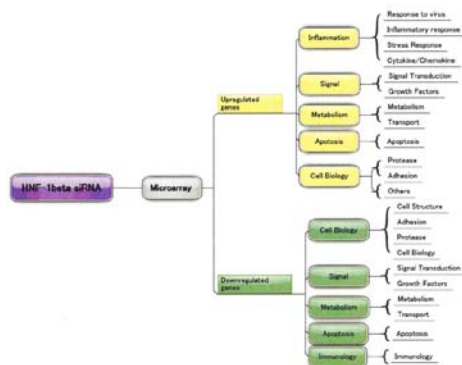 HNF-1beta siRNA
Microarray
Upregulated
genes
Inflammation
Response to virus
Inflammatory response
Stress Response
Cytokine/Chemokine
Signal
Signal Transduction
Growth Factors
Metabolism
Metabolism
Transport
Apotosis
Apoptosis
Cell Biology
Protease
Adhesion
Others
Downregulated
genes
Cell Biology
Cell Structure
Adhesion
Protease
Cell Biology
Signal
Signal Transduction
Growth Factors
Metabolism
Metabolism
Transport
Apoptosis
Apoptosis
Immunology
Immunology